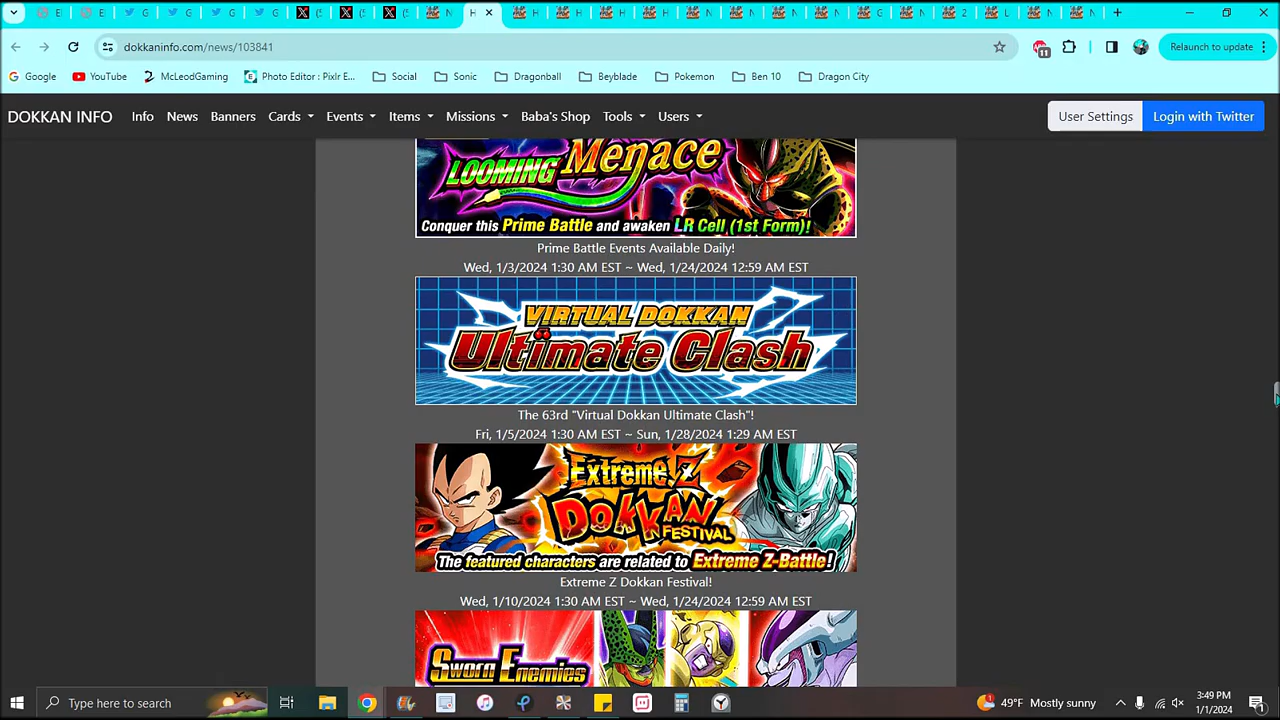 dokkaninfo.com/news/103841
11
Relaunch to update
Google
YouTube
McLeodGaming
Photo Editor : Pixlr E...
Social
Sonic
Dragonball
Beyblade
Pokemon
Ben 10
Dragon City
DOKKAN INFO
Info
News
Banners
Cards
Events
Items
Missions
Baba's Shop
Tools
Users
User Settings
Login with Twitter
LOOMING Menace
Conquer this Prime Battle and awaken LR Cell (1st Form)!
Prime Battle Events Available Daily!
Wed, 1/3/2024 1:30 AM EST ~ Wed, 1/24/2024 12:59 AM EST
VIRTUAL DOKKAN
Ultimate Clash
The 63rd "Virtual Dokkan Ultimate Clash"!
Fri, 1/5/2024 1:30 AM EST ~ Sun, 1/28/2024 1:29 AM EST
Extreme Z
DOKKAN
FESTIVAL
The featured characters are related to Extreme Z-Battle!
Extreme Z Dokkan Festival!
Wed, 1/10/2024 1:30 AM EST ~ Wed, 1/24/2024 12:59 AM EST
Sworn Enemies
Type here to search
49°F Mostly sunny
3:49 PM
1/1/2024